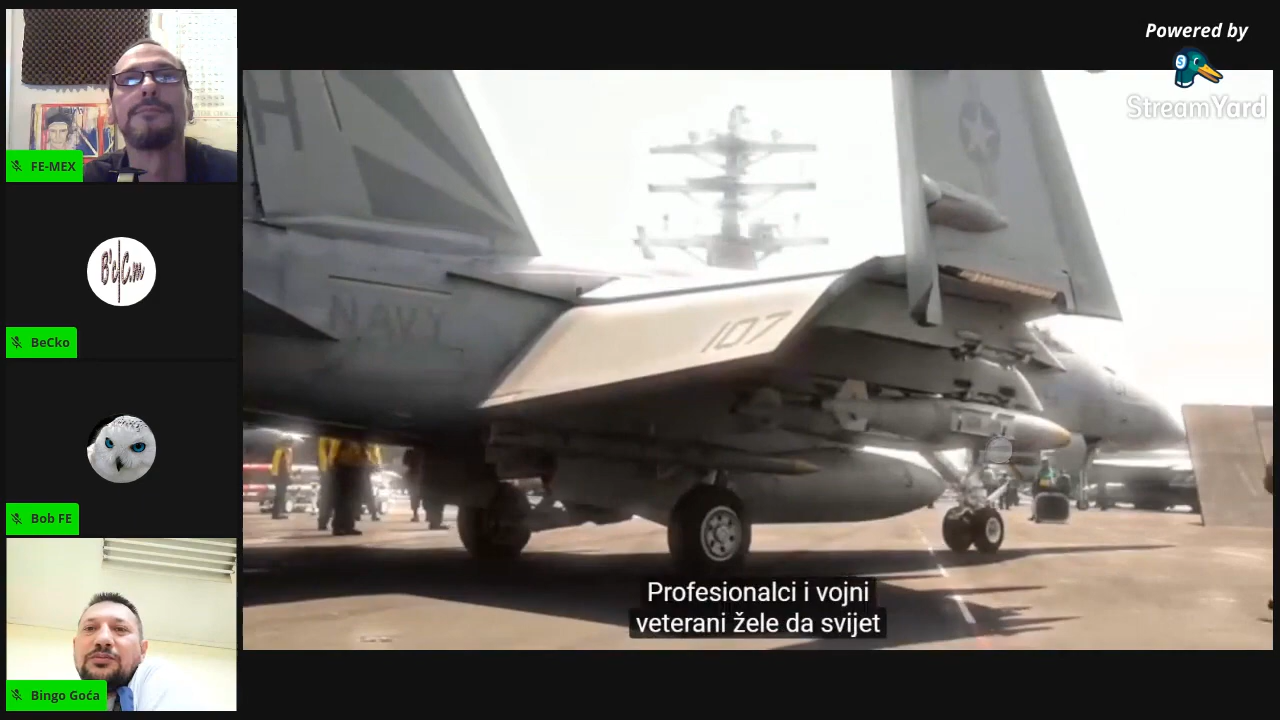 Powered by
StreamYard
FE-MEX
BeCko
Bob FE
Bingo Goća
H
NAVY
107
Profesionalci i vojni
veterani žele da svijet